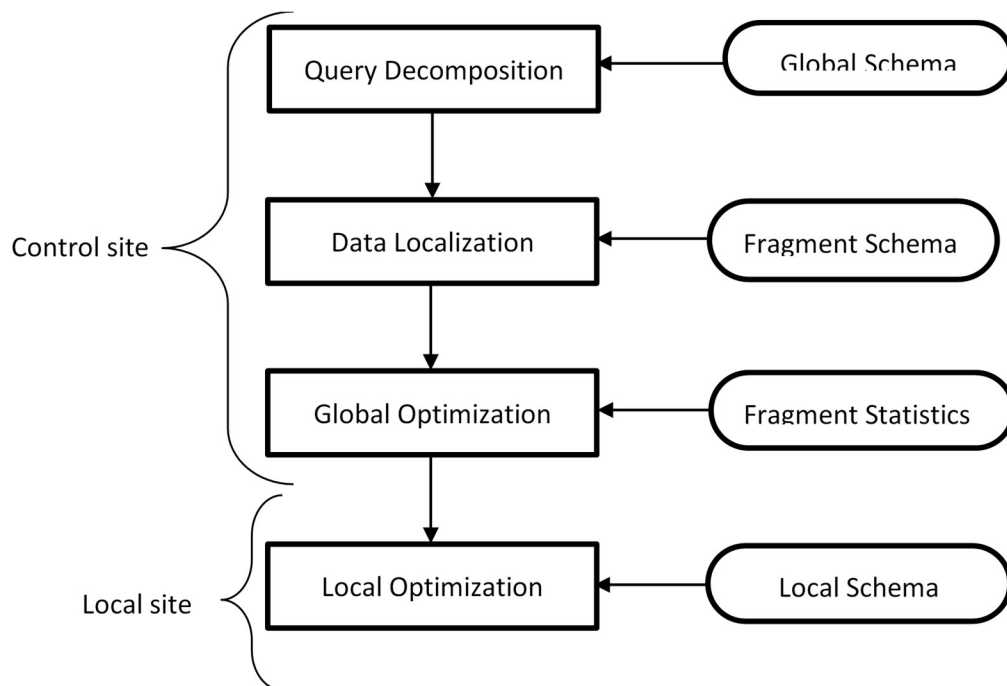 Query Decomposition
Global Schema
Control site
Data Localization
Fragment Schema
Global Optimization
Fragment Statistics
Local site
Local Optimization
Local Schema